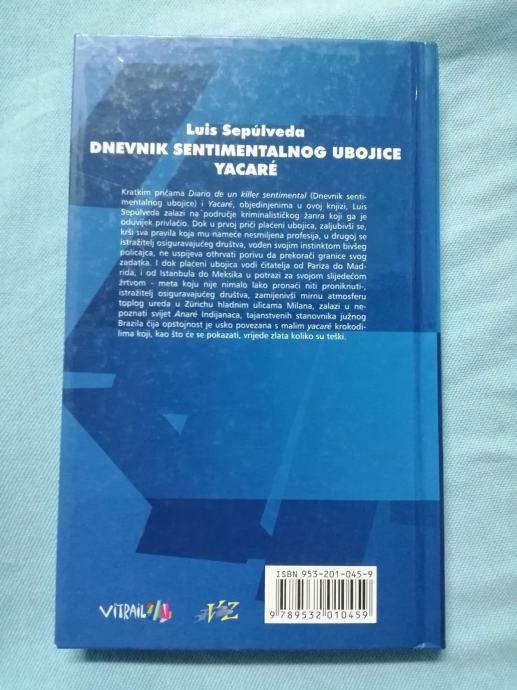 Luis Sepúlveda
DNEVNIK SENTIMENTALNOG UBOJICE
YACARÉ
Kratkim pričama Diario de un killer sentimental (Dnevnik senti-
mentalnog ubojice) i Yacaré, objedinjenima u ovoj knjizi, Luis
Sepúlveda zalazi na područje kriminalističkog žanra koji ga je
oduvijek privlačio. Dok u prvoj priči plaćeni ubojica, zaljubivši se,
krši sva pravila koja mu nameće nesmiljena profesija, u drugoj se
istražitelj osiguravajućeg društva, vođen svojim instinktom bivšeg
policajca, ne uspijeva othrvati porivu da prekorači granice svog
zadatka. I dok plaćeni ubojica vodi čitatelja od Pariza do Mad-
rida, i od Istanbula do Meksika u potrazi za svojom slijedećom
žrtvom - meta koju nije nimalo lako pronaći niti proniknuti-,
istražitelj osiguravajućeg društva, zamijenivši mirnu atmosferu
toplog ureda u Zürichu hladnim ulicama Milana, zalazi u ne-
poznati svijet Anaré Indijanaca, tajanstvenih stanovnika južnog
Brazila čija opstojnost je usko povezana s malim yacaré krokodi-
lima koji, kao što će se pokazati, vrijede zlata koliko su teški.
ISBN 953-201-045-9
9 789532 010459
ViTRAIL
VBZ